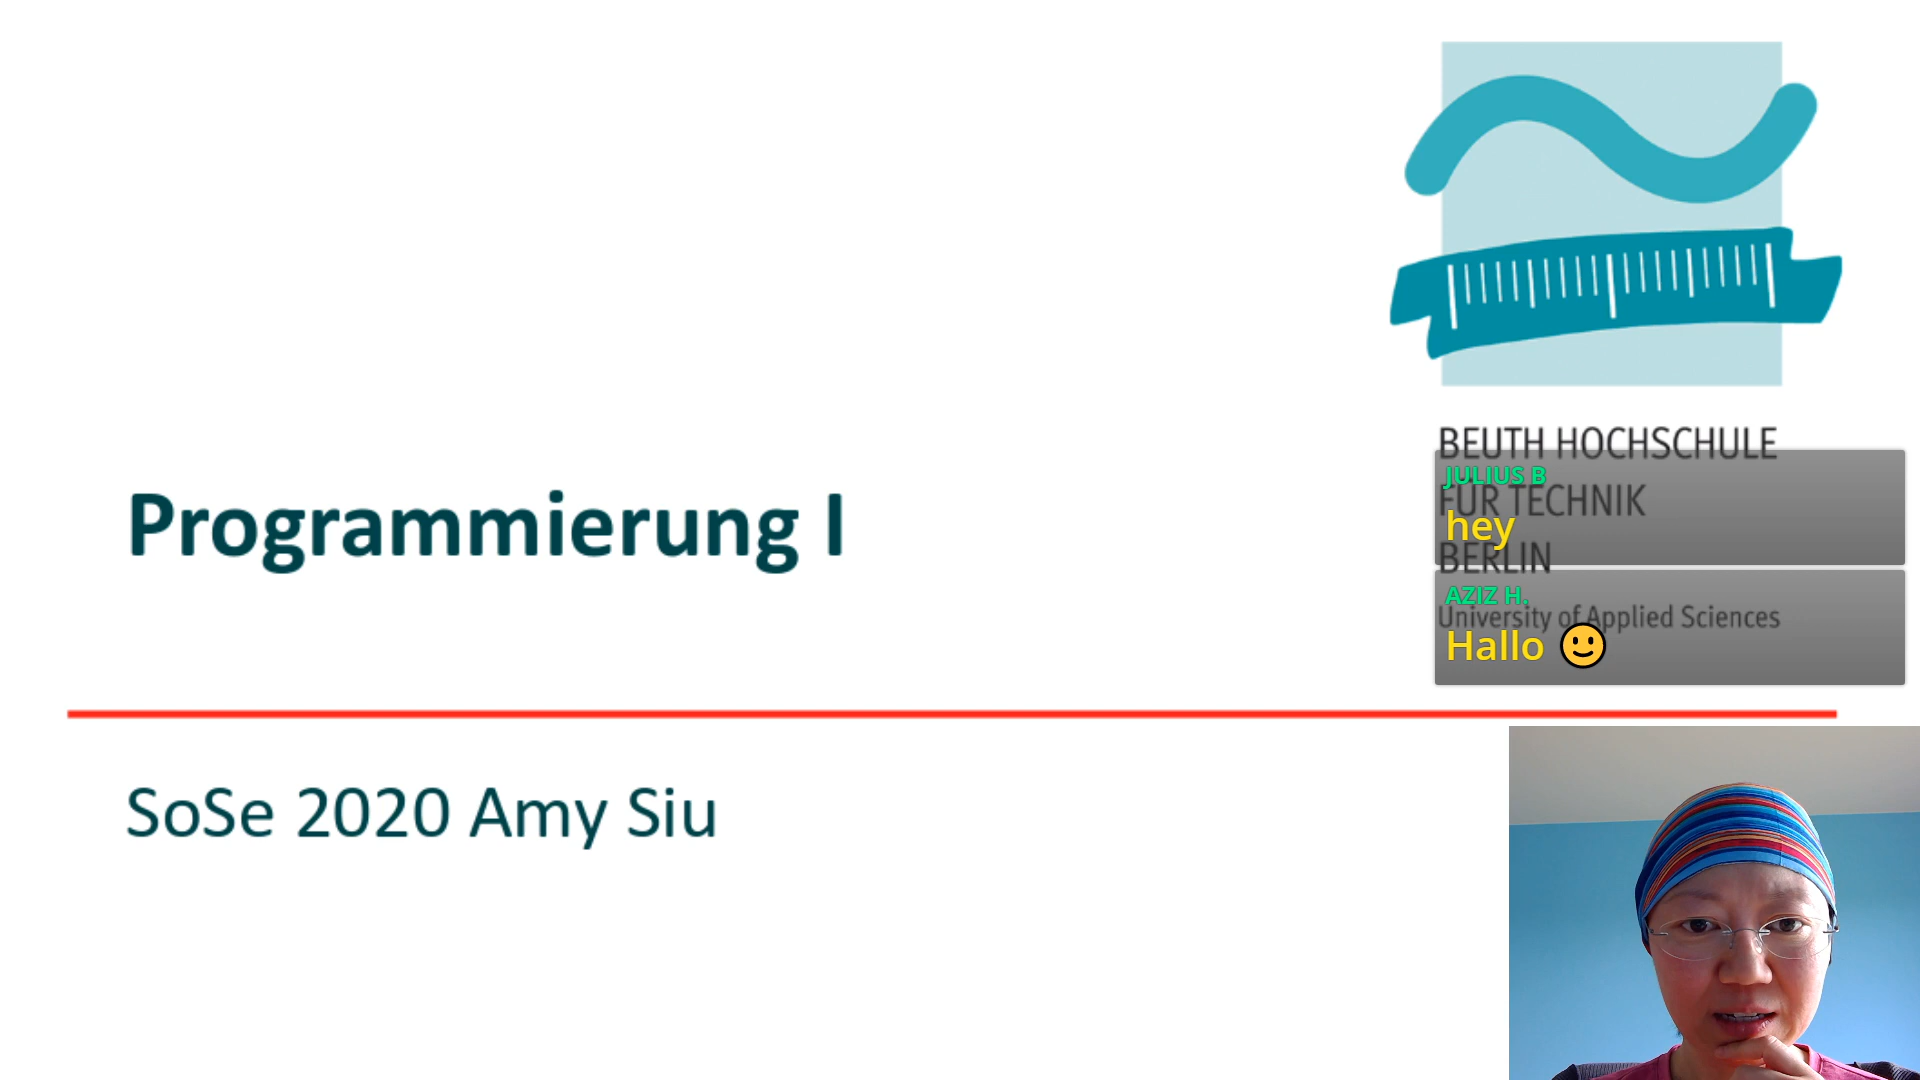 BEUTH HOCHSCHULE
FÜR TECHNIK
BERLIN
University of Applied Sciences
JULIUS B
hey
AZIZ H.
Hallo 🙂
Programmierung I
SoSe 2020 Amy Siu